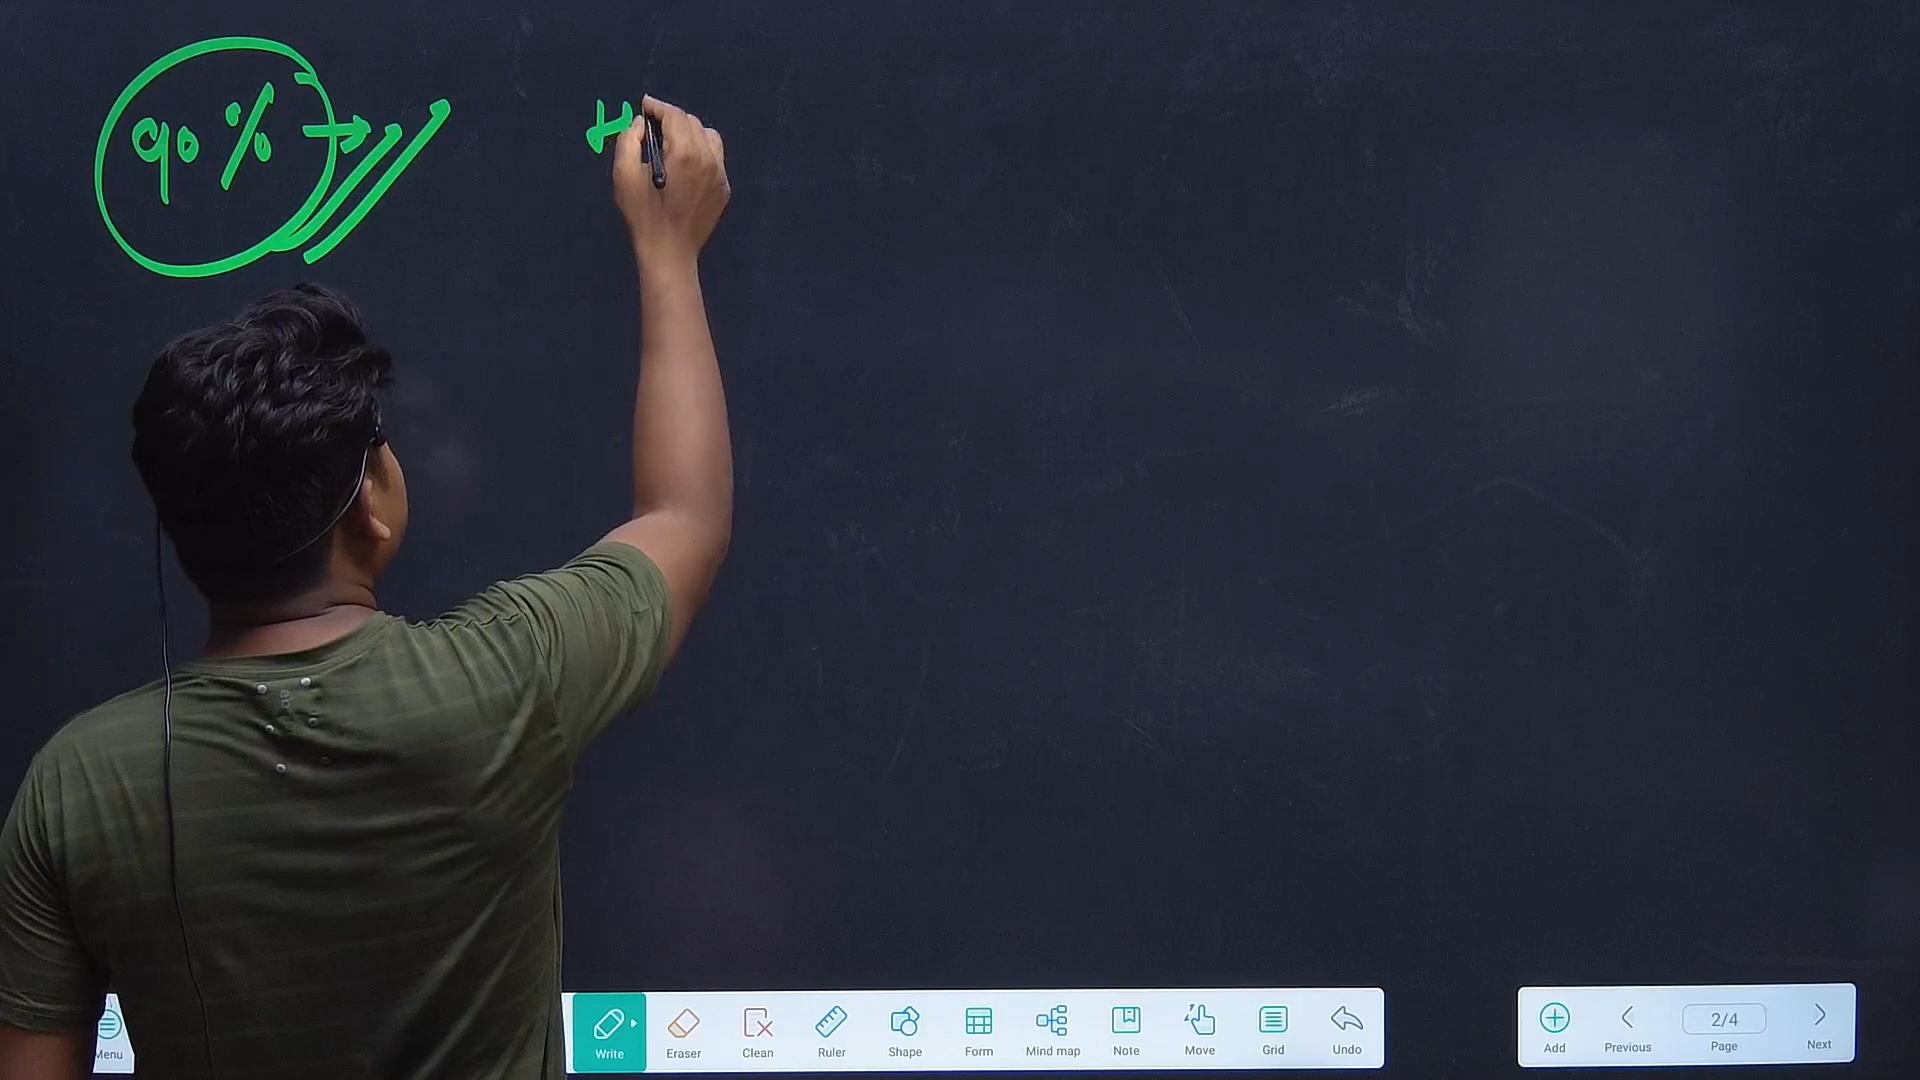 90%
H
Menu
Write Eraser Clean Ruler Shape Form Mind map Note Move Grid Undo
Add Previous 2/4 Page Next